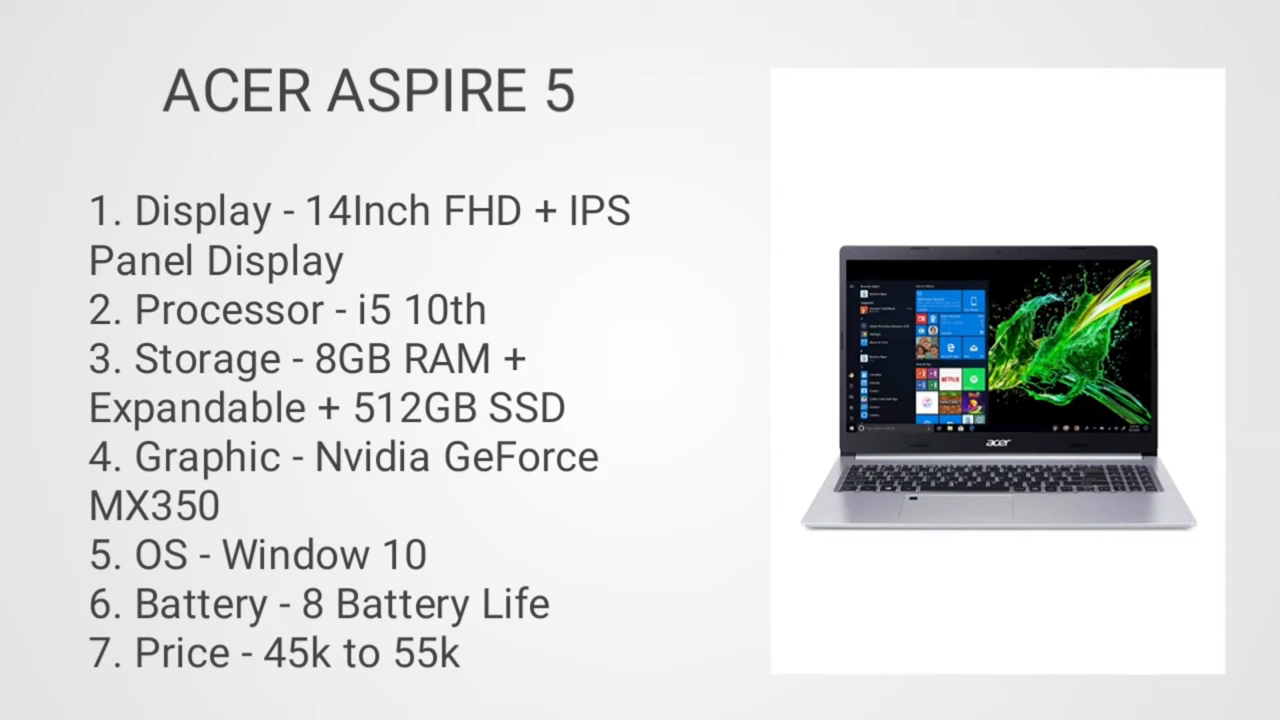 ACER ASPIRE 5
1. Display - 14Inch FHD + IPS
Panel Display
2. Processor - i5 10th
3. Storage - 8GB RAM +
Expandable + 512GB SSD
4. Graphic - Nvidia GeForce
MX350
5. OS - Window 10
6. Battery - 8 Battery Life
7. Price - 45k to 55k
NETFLIX
acer